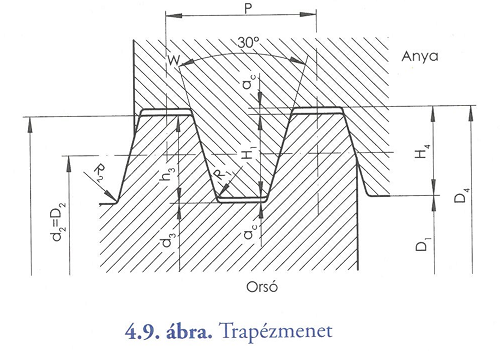 P
30°
W
Anya
a_c
R_2
h_3
H_1
R_1
H_4
D_4
d_2=D_2
d_3
a_c
D_1
Orsó
4.9. ábra. Trapézmenet